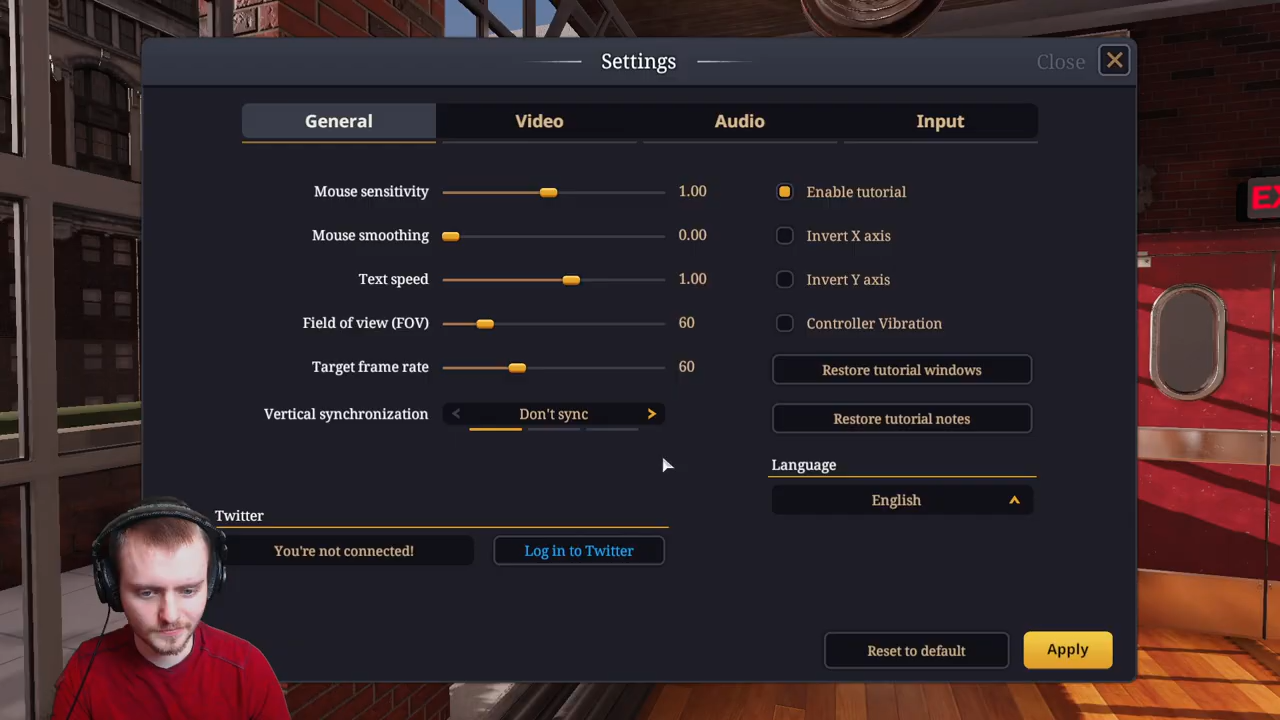 Settings
Close
General
Video
Audio
Input
Mouse sensitivity 1.00
Mouse smoothing 0.00
Text speed 1.00
Field of view (FOV) 60
Target frame rate 60
Vertical synchronization Don't sync
Enable tutorial
Invert X axis
Invert Y axis
Controller Vibration
Restore tutorial windows
Restore tutorial notes
Language
English
Twitter
You're not connected!
Log in to Twitter
Reset to default
Apply